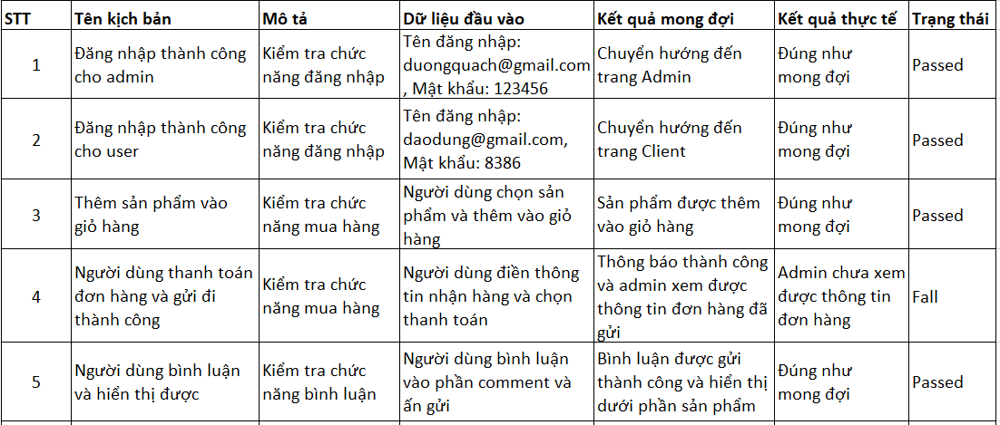 STT Tên kịch bản Mô tả Dữ liệu đầu vào Kết quả mong đợi Kết quả thực tế Trạng thái
1
Đăng nhập thành công
cho admin
Kiểm tra chức
năng đăng nhập
Tên đăng nhập:
duongquach@gmail.com
, Mật khẩu: 123456
Chuyển hướng đến
trang Admin
Đúng như
mong đợi
Passed
2
Đăng nhập thành công
cho user
Kiểm tra chức
năng đăng nhập
Tên đăng nhập:
daodung@gmail.com,
Mật khẩu: 8386
Chuyển hướng đến
trang Client
Đúng như
mong đợi
Passed
3
Thêm sản phẩm vào
giỏ hàng
Kiểm tra chức
năng mua hàng
Người dùng chọn sản
phẩm và thêm vào giỏ
hàng
Sản phẩm được thêm
vào giỏ hàng
Đúng như
mong đợi
Passed
4
Người dùng thanh toán
đơn hàng và gửi đi
thành công
Kiểm tra chức
năng mua hàng
Người dùng điền thông
tin nhận hàng và chọn
thanh toán
Thông báo thành công
và admin xem được
thông tin đơn hàng đã
gửi
Admin chưa xem
được thông tin
đơn hàng
Fall
5
Người dùng bình luận
và hiển thị được
Kiểm tra chức
năng bình luận
Người dùng bình luận
vào phần comment và
ấn gửi
Bình luận được gửi
thành công và hiển thị
dưới phần sản phẩm
Đúng như
mong đợi
Passed